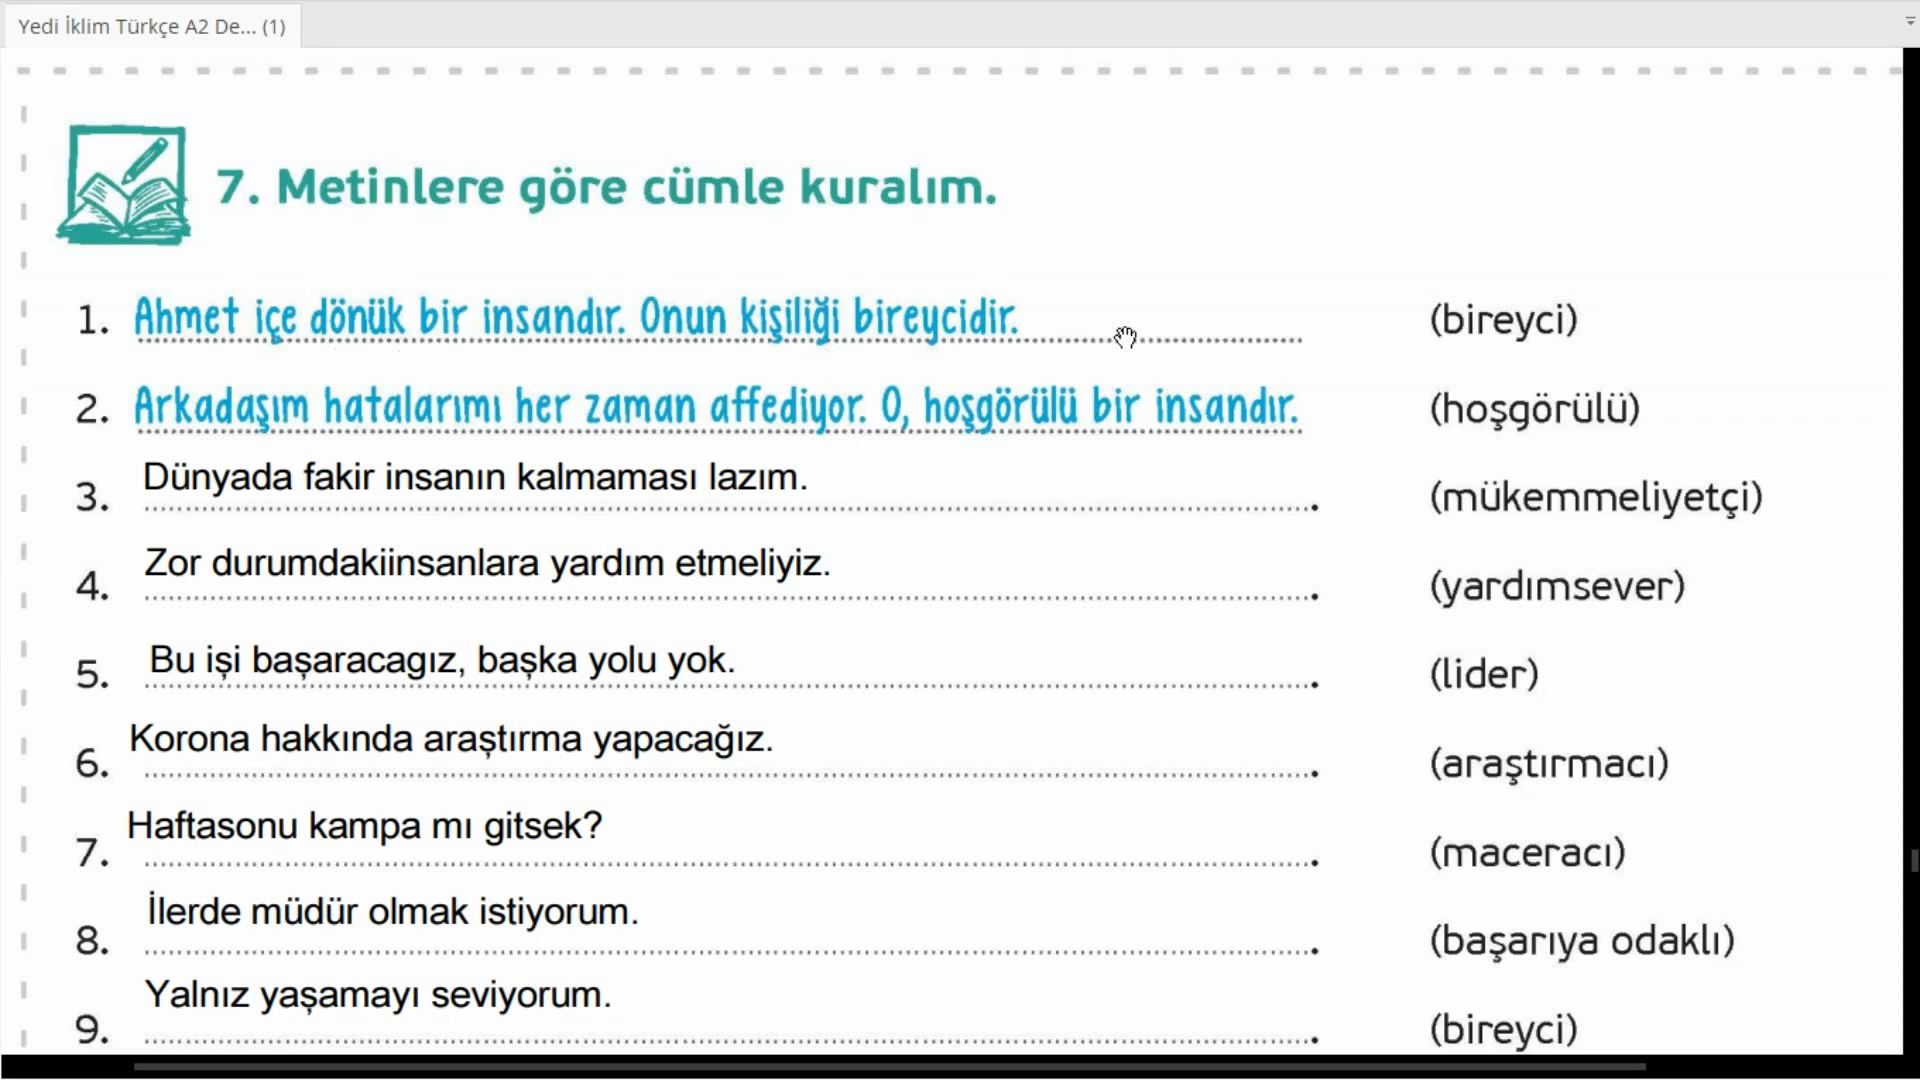 Yedi İklim Türkçe A2 De... (1)
7. Metinlere göre cümle kuralım.
1. Ahmet içe dönük bir insandır. Onun kişiliği bireycidir. (bireyci)
2. Arkadaşım hatalarımı her zaman affediyor. O, hoşgörülü bir insandır. (hoşgörülü)
3. Dünyada fakir insanın kalmaması lazım. (mükemmeliyetçi)
4. Zor durumdakiinsanlara yardım etmeliyiz. (yardımsever)
5. Bu işi başaracagız, başka yolu yok. (lider)
6. Korona hakkında araştırma yapacağız. (araştırmacı)
7. Haftasonu kampa mı gitsek? (maceracı)
8. İlerde müdür olmak istiyorum. (başarıya odaklı)
9. Yalnız yaşamayı seviyorum. (bireyci)